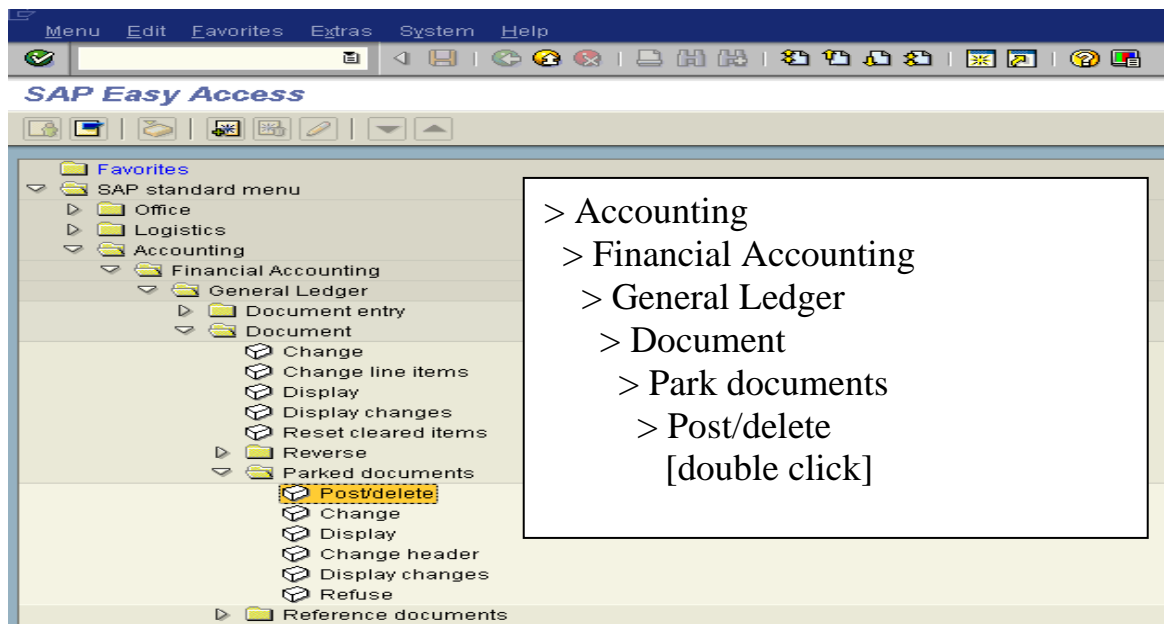 Menu Edit Favorites Extras System Help
SAP Easy Access
Favorites
SAP standard menu
Office
Logistics
Accounting
Financial Accounting
General Ledger
Document entry
Document
Change
Change line items
Display
Display changes
Reset cleared items
Reverse
Parked documents
Post/delete
Change
Display
Change header
Display changes
Refuse
Reference documents
> Accounting
> Financial Accounting
> General Ledger
> Document
> Park documents
> Post/delete
[double click]